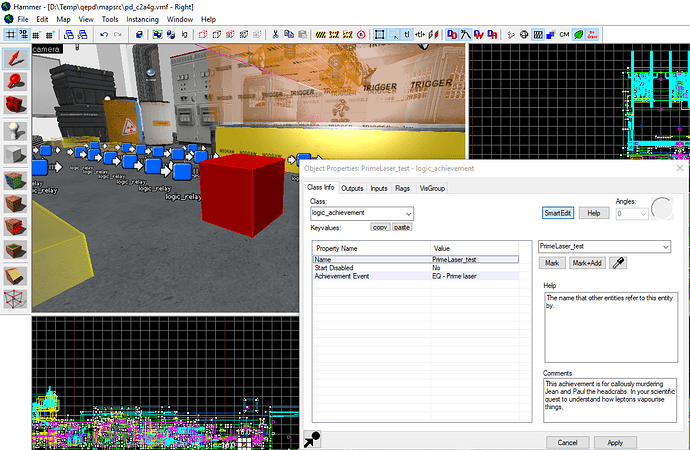 Hammer - [D:\Temp\qepd\mapsrc\pd_c2a4g.vmf - Right]
File Edit Map View Tools Instancing Window Help
camera
TRIGGER
TRIGGER
TRIGGER
TRIGGER
NODRAW
logic_relay
logic_relay
logic_relay
logic_relay
Object Properties: PrimeLaser_test - logic_achievement
Class Info Outputs Inputs Flags VisGroup
Class:
logic_achievement
SmartEdit Help
Angles:
0
Keyvalues: copy paste
Property Name Value
Name PrimeLaser_test
Start Disabled No
Achievement Event EQ - Prime laser
PrimeLaser_test
Mark Mark+Add
Help
The name that other entities refer to this entity
by.
Comments
This achievement is for callously murdering
Jean and Paul the headcrabs. In your scientific
quest to understand how leptons vapourise
things,
Cancel Apply